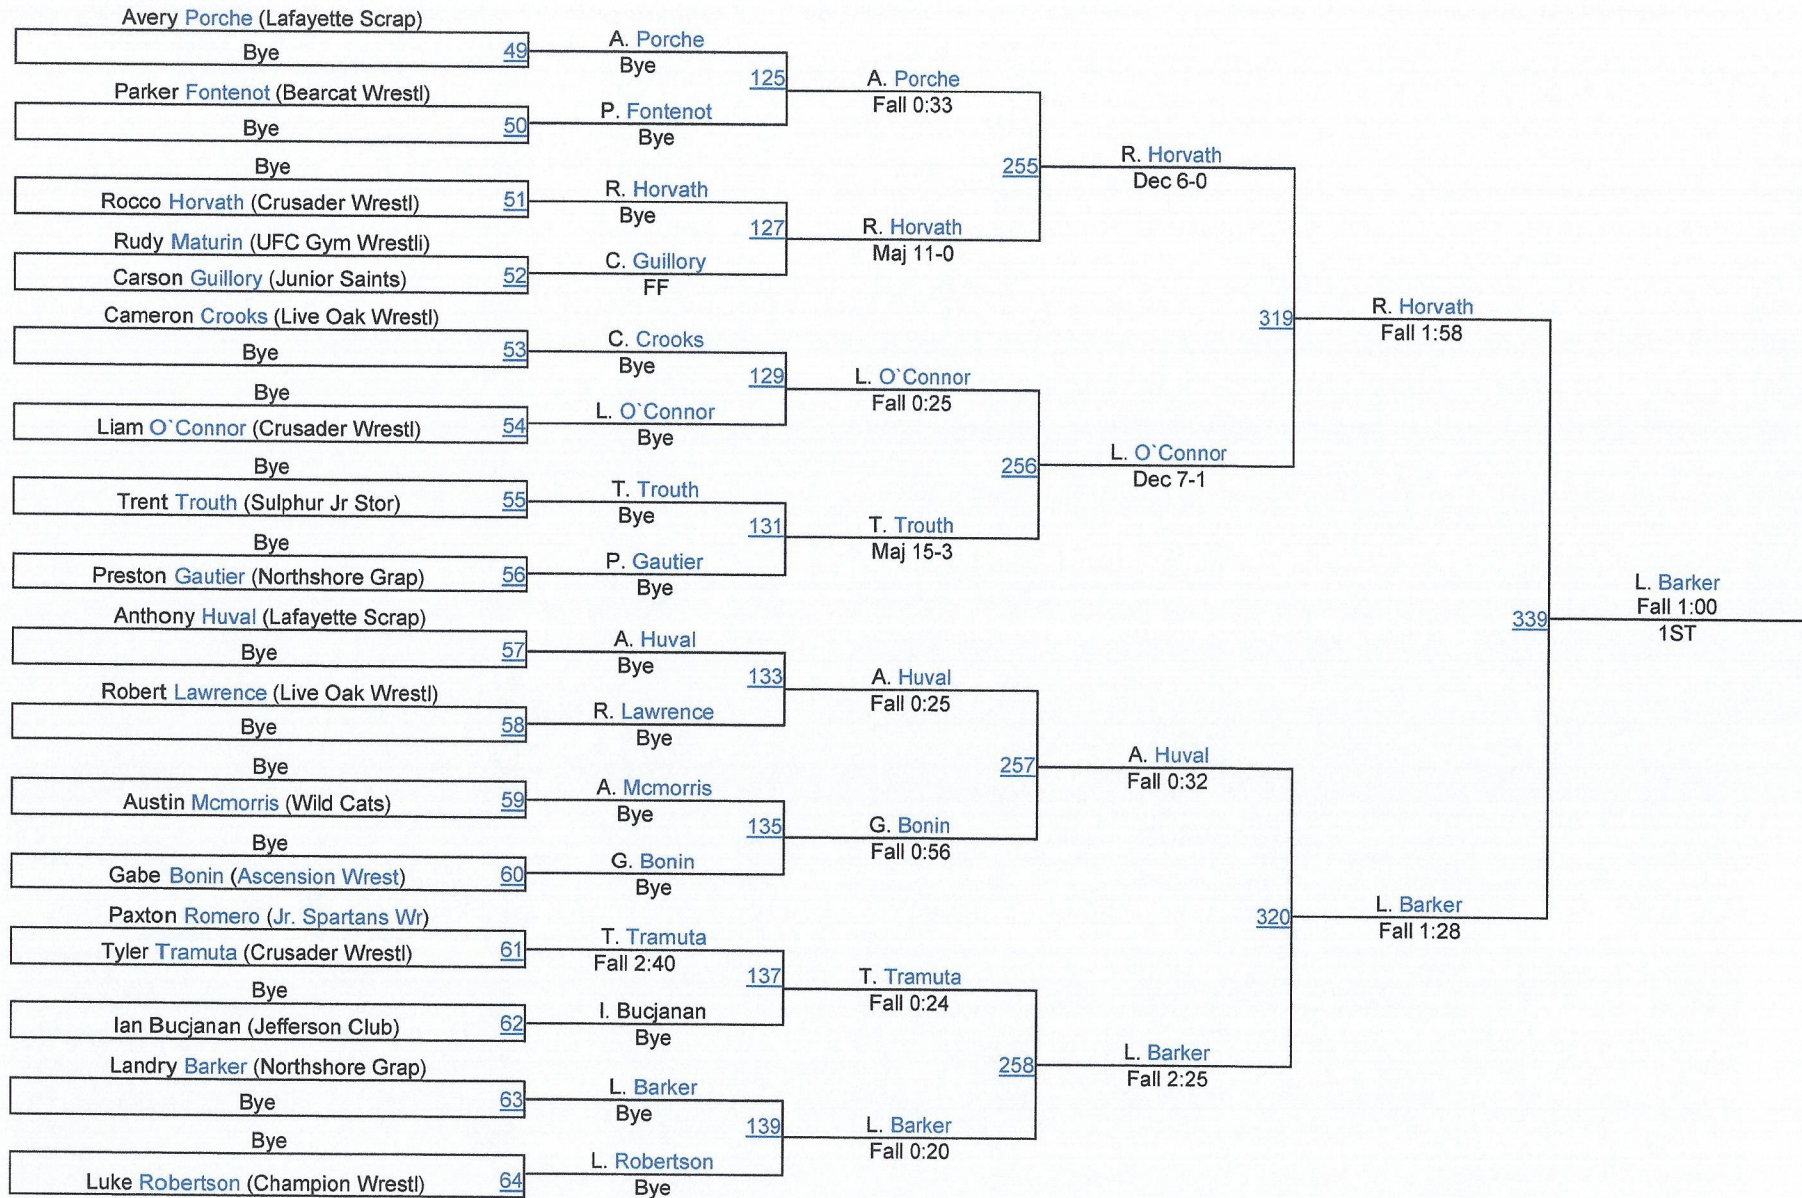 Avery Porche (Lafayette Scrap)
Bye 49
Parker Fontenot (Bearcat Wrestl)
Bye 50
Bye
Rocco Horvath (Crusader Wrestl) 51
Rudy Maturin (UFC Gym Wrestli)
Carson Guillory (Junior Saints) 52
Cameron Crooks (Live Oak Wrestl)
Bye 53
Bye
Liam O`Connor (Crusader Wrestl) 54
Bye
Trent Trouth (Sulphur Jr Stor) 55
Bye
Preston Gautier (Northshore Grap) 56
Anthony Huval (Lafayette Scrap)
Bye 57
Robert Lawrence (Live Oak Wrestl)
Bye 58
Bye
Austin Mcmorris (Wild Cats) 59
Bye
Gabe Bonin (Ascension Wrest) 60
Paxton Romero (Jr. Spartans Wr)
Tyler Tramuta (Crusader Wrestl) 61
Bye
Ian Bucjanan (Jefferson Club) 62
Landry Barker (Northshore Grap)
Bye 63
Bye
Luke Robertson (Champion Wrestl) 64
A. Porche
Bye
125
P. Fontenot
Bye
R. Horvath
Bye
127
C. Guillory
FF
C. Crooks
Bye
129
L. O`Connor
Bye
T. Trouth
Bye
131
P. Gautier
Bye
A. Huval
Bye
133
R. Lawrence
Bye
A. Mcmorris
Bye
135
G. Bonin
Bye
T. Tramuta
Fall 2:40
137
I. Bucjanan
Bye
L. Barker
Bye
139
L. Robertson
Bye
A. Porche
Fall 0:33
255
R. Horvath
Maj 11-0
L. O`Connor
Fall 0:25
256
T. Trouth
Maj 15-3
A. Huval
Fall 0:25
257
G. Bonin
Fall 0:56
T. Tramuta
Fall 0:24
258
L. Barker
Fall 0:20
R. Horvath
Dec 6-0
319
L. O`Connor
Dec 7-1
A. Huval
Fall 0:32
320
L. Barker
Fall 2:25
R. Horvath
Fall 1:58
339
L. Barker
Fall 1:28
L. Barker
Fall 1:00
1ST